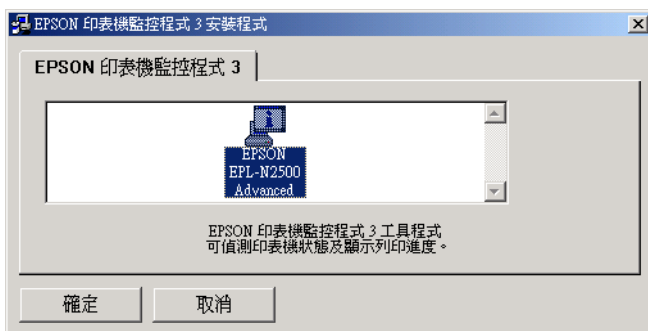 EPSON 印表機監控程式 3 安裝程式
EPSON 印表機監控程式 3
EPSON
EPL-N2500
Advanced
EPSON 印表機監控程式 3 工具程式
可偵測印表機狀態及顯示列印進度。
確定
取消